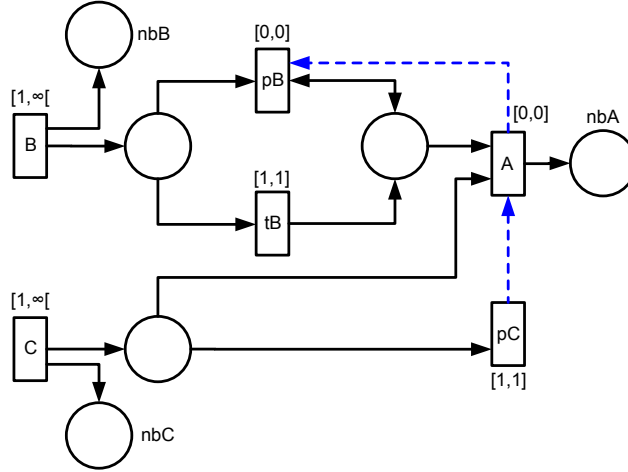 nbB
[0,0]
[1,∞[
pB
[0,0]
nbA
B
A
[1,1]
tB
[1,∞[
C
pC
[1,1]
nbC